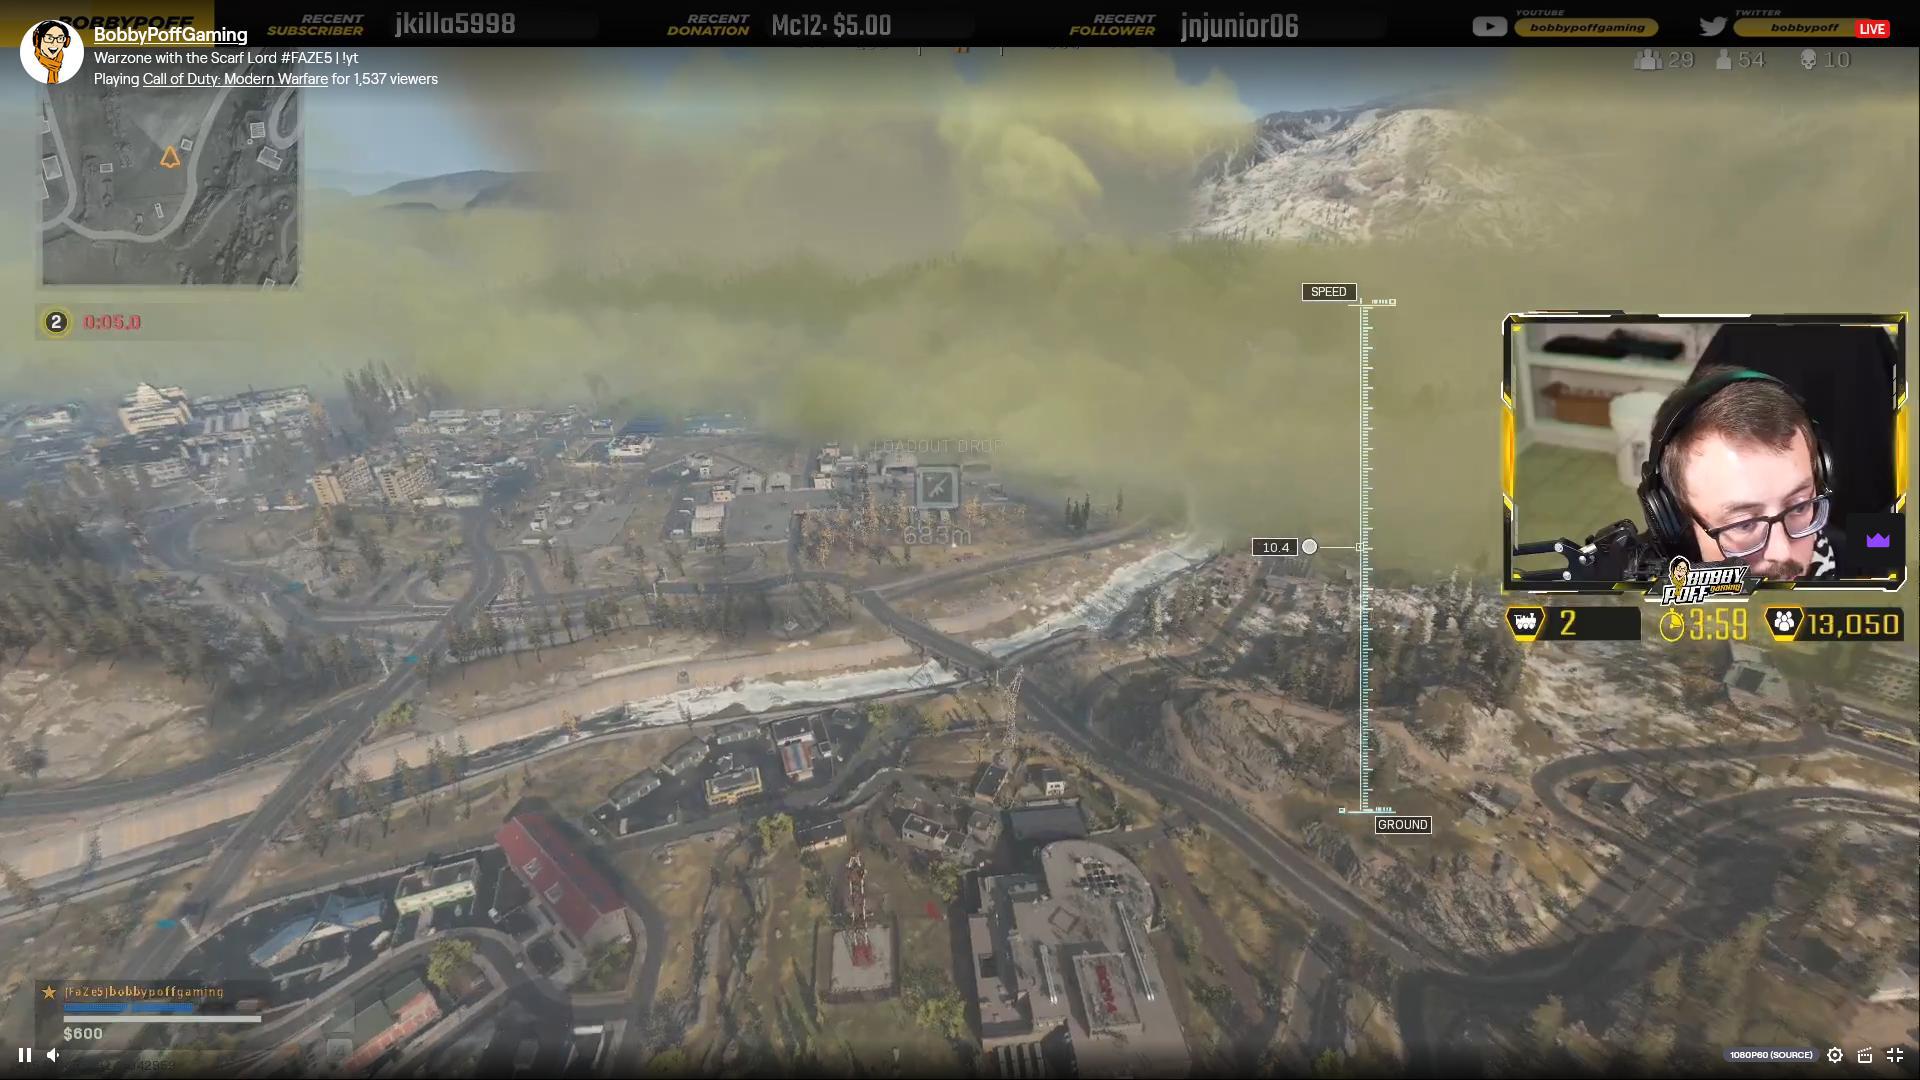 BOBBYPOFF
RECENT SUBSCRIBER jkilla5998
RECENT DONATION Mc12: $5.00
RECENT FOLLOWER jnjunior06
YOUTUBE
bobbypoffgaming
TWITTER
bobbypoff
LIVE
BobbyPoffGaming
Warzone with the Scarf Lord #FAZE5 | !yt
Playing Call of Duty: Modern Warfare for 1,537 viewers
29 54 10
2 0:05.0
SPEED
LOADOUT DROP
683m
10.4
GROUND
BOBBY
POFF gaming
2 3:59 13,050
[FaZe5]bobbypoffgaming
$600
1080P60 (SOURCE)